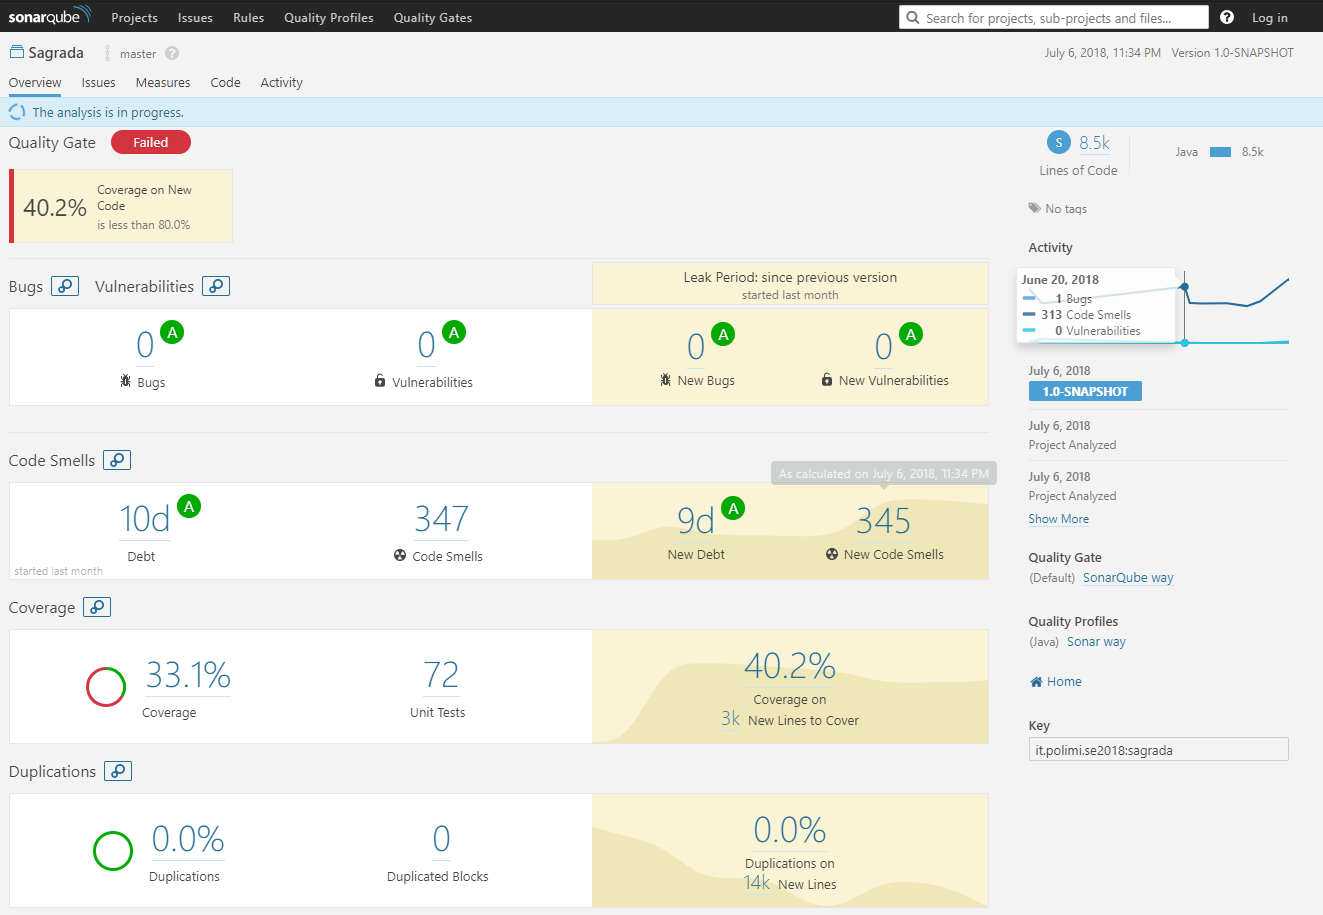 sonarqube Projects Issues Rules Quality Profiles Quality Gates Search for projects, sub-projects and files... ? Log in
Sagrada master ? July 6, 2018, 11:34 PM Version 1.0-SNAPSHOT
Overview Issues Measures Code Activity
The analysis is in progress.
Quality Gate Failed
40.2% Coverage on New
Code
is less than 80.0%
Bugs Vulnerabilities
Leak Period: since previous version
started last month
0 A
Bugs
0 A
Vulnerabilities
0 A
New Bugs
0 A
New Vulnerabilities
Code Smells
As calculated on July 6, 2018, 11:34 PM
10d A
Debt
started last month
347
Code Smells
9d A
New Debt
345
New Code Smells
Coverage
33.1%
Coverage
72
Unit Tests
40.2%
Coverage on
3k New Lines to Cover
Duplications
0.0%
Duplications
0
Duplicated Blocks
0.0%
Duplications on
14k New Lines
S 8.5k
Lines of Code
Java 8.5k
No tags
Activity
June 20, 2018
1 Bugs
313 Code Smells
0 Vulnerabilities
July 6, 2018
1.0-SNAPSHOT
July 6, 2018
Project Analyzed
July 6, 2018
Project Analyzed
Show More
Quality Gate
(Default) SonarQube way
Quality Profiles
(Java) Sonar way
Home
Key
it.polimi.se2018:sagrada